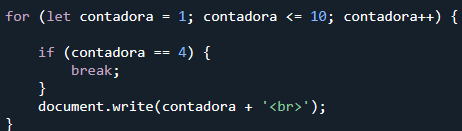 for (let contadora = 1; contadora <= 10; contadora++) {
if (contadora == 4) {
break;
}
document.write(contadora + '<br>');
}